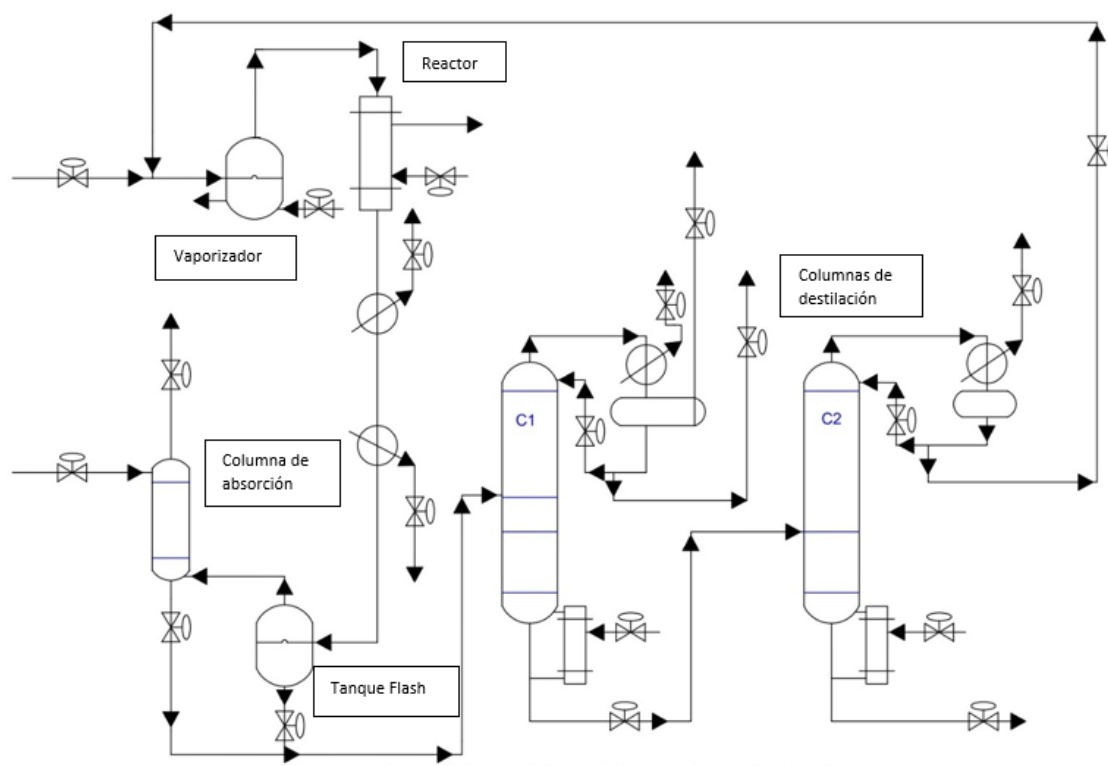 Reactor
Vaporizador
Columnas de
destilación
C1
C2
Columna de
absorción
Tanque Flash